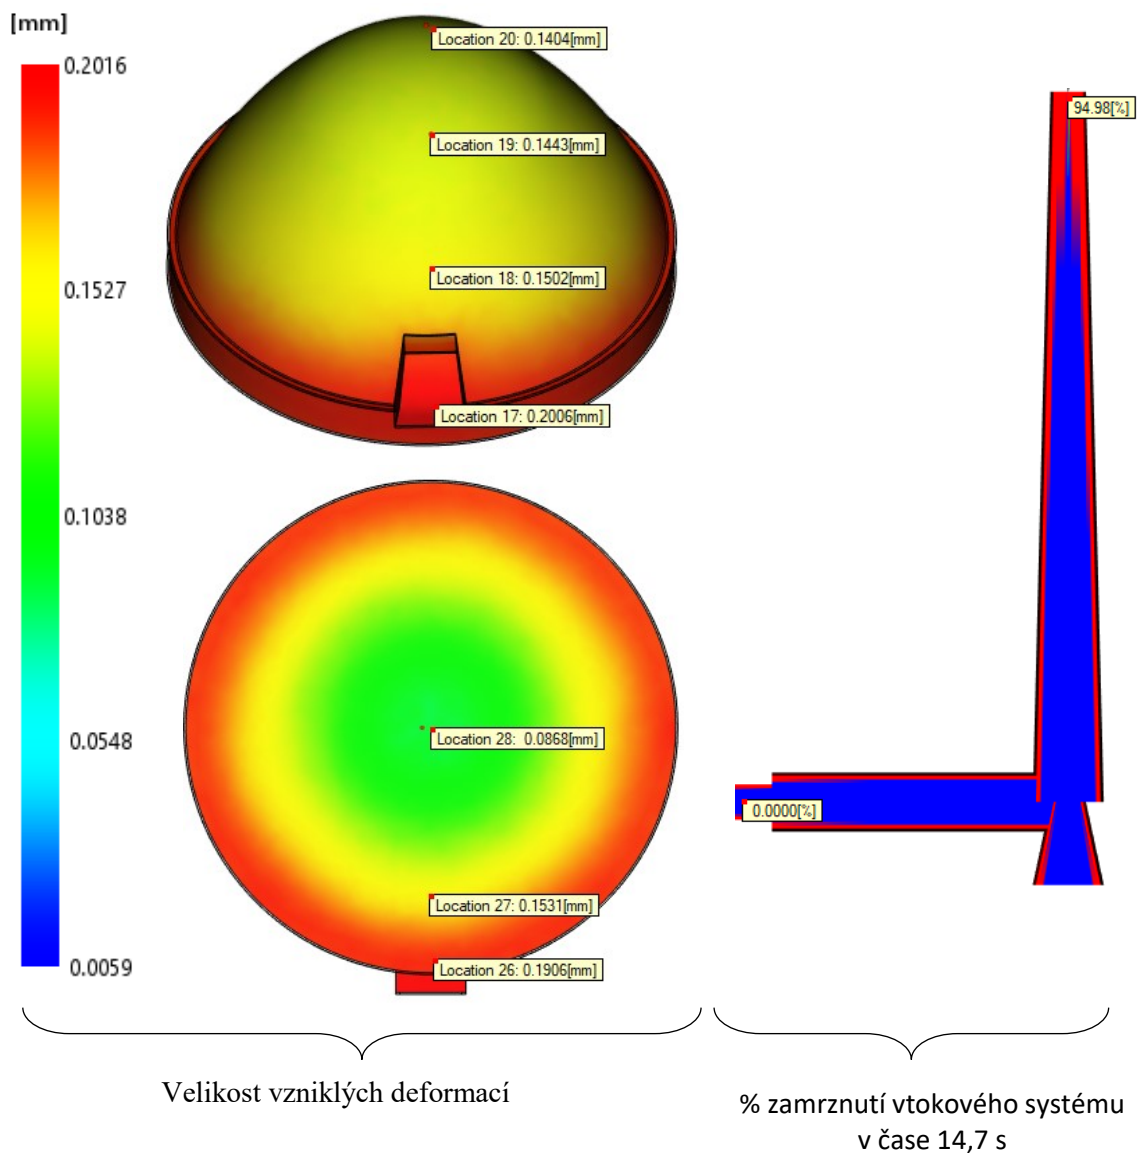 [mm]
0.2016
0.1527
0.1038
0.0548
0.0059
Location 20: 0.1404[mm]
Location 19: 0.1443[mm]
Location 18: 0.1502[mm]
Location 17: 0.2006[mm]
Location 28: 0.0868[mm]
Location 27: 0.1531[mm]
Location 26: 0.1906[mm]
94.98[%]
0.0000[%]
Velikost vzniklých deformací
% zamrznutí vtokového systému
v čase 14,7 s